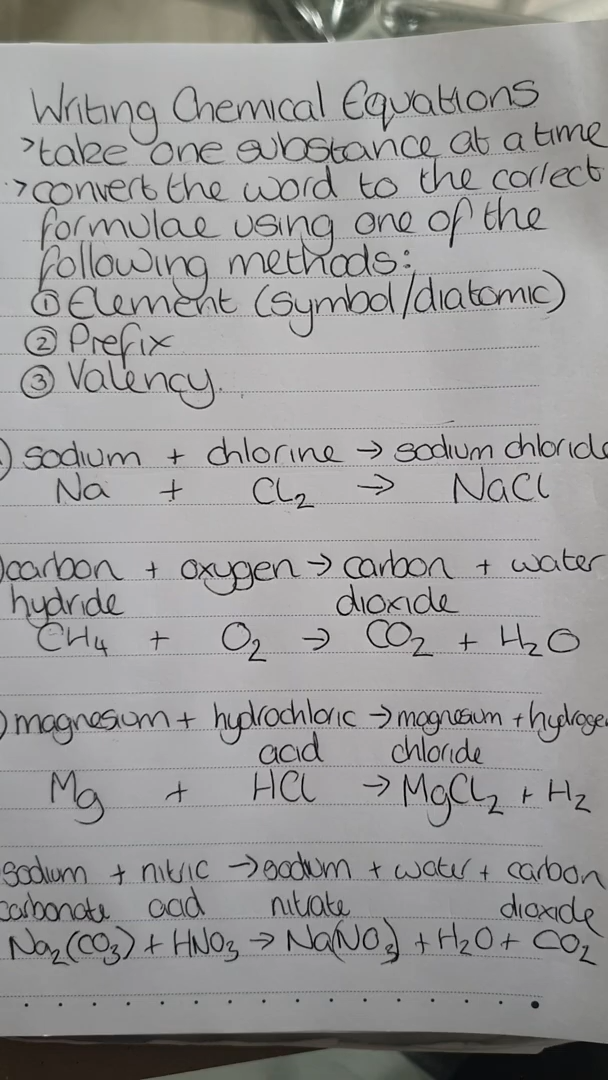 Writing Chemical Equations
>take one substance at a time
>convert the word to the correct
formulae using one of the
following methods:
① Element (symbol/diatomic)
② Prefix
③ Valency.
) sodium + chlorine → sodium chloride
Na + Cl₂ → NaCl
)carbon + oxygen → carbon + water
hydride dioxide
CH₄ + O₂ → CO₂ + H₂O
)magnesium + hydrochloric → magnesium + hydrogen
acid chloride
Mg + HCl → MgCl₂ + H₂
sodium + nitric → sodium + water + carbon
carbonate acid nitrate dioxide
Na₂(CO₃) + HNO₃ → Na(NO₃) + H₂O + CO₂